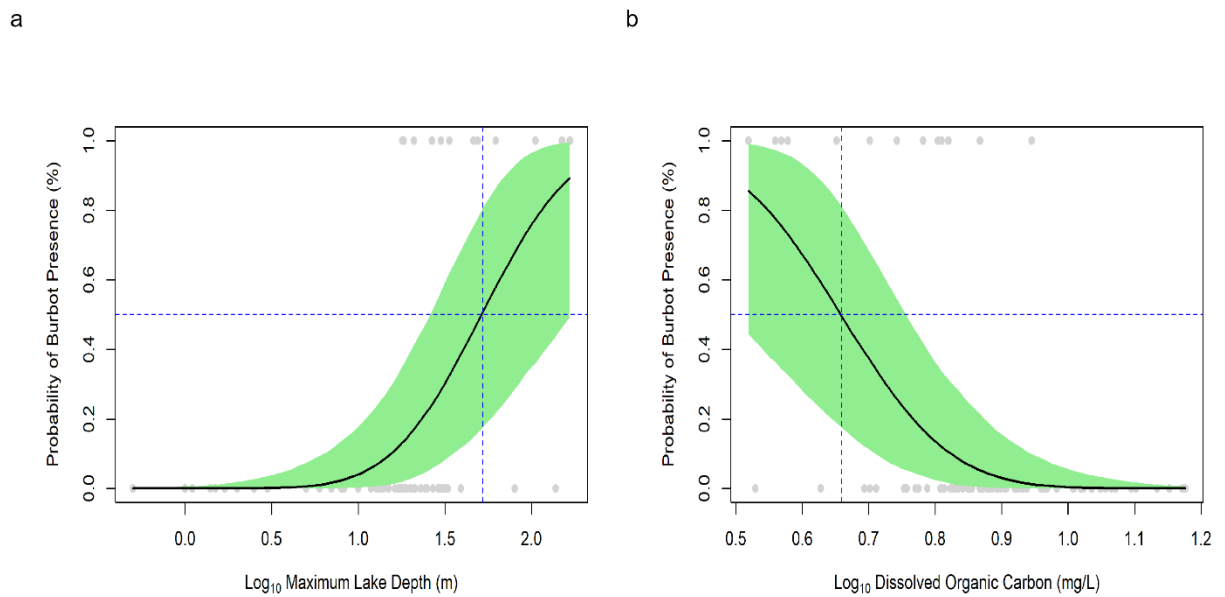 a
b
Probability of Burbot Presence (%)
1.0
0.8
0.6
0.4
0.2
0.0
0.0 0.5 1.0 1.5 2.0
Log₁₀ Maximum Lake Depth (m)
Probability of Burbot Presence (%)
1.0
0.8
0.6
0.4
0.2
0.0
0.5 0.6 0.7 0.8 0.9 1.0 1.1 1.2
Log₁₀ Dissolved Organic Carbon (mg/L)